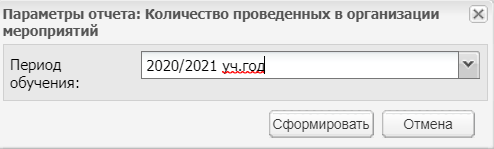 Параметры отчета: Количество проведенных в организации
мероприятий
Период
обучения:
2020/2021 уч.год
Сформировать
Отмена